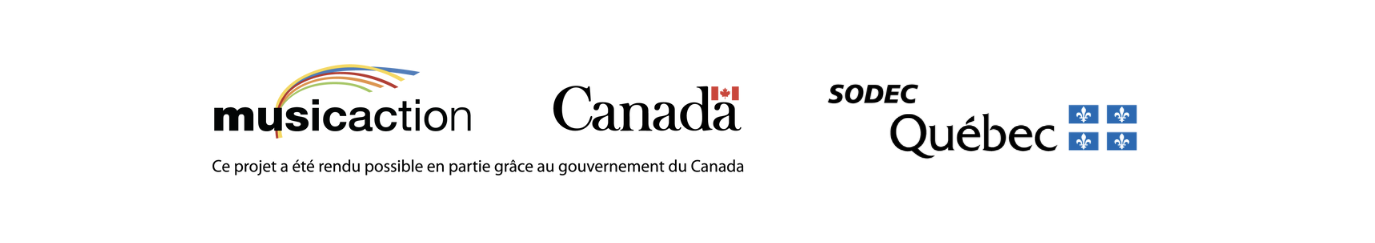 musicaction
Canada
SODEC
Québec
Ce projet a été rendu possible en partie grâce au gouvernement du Canada